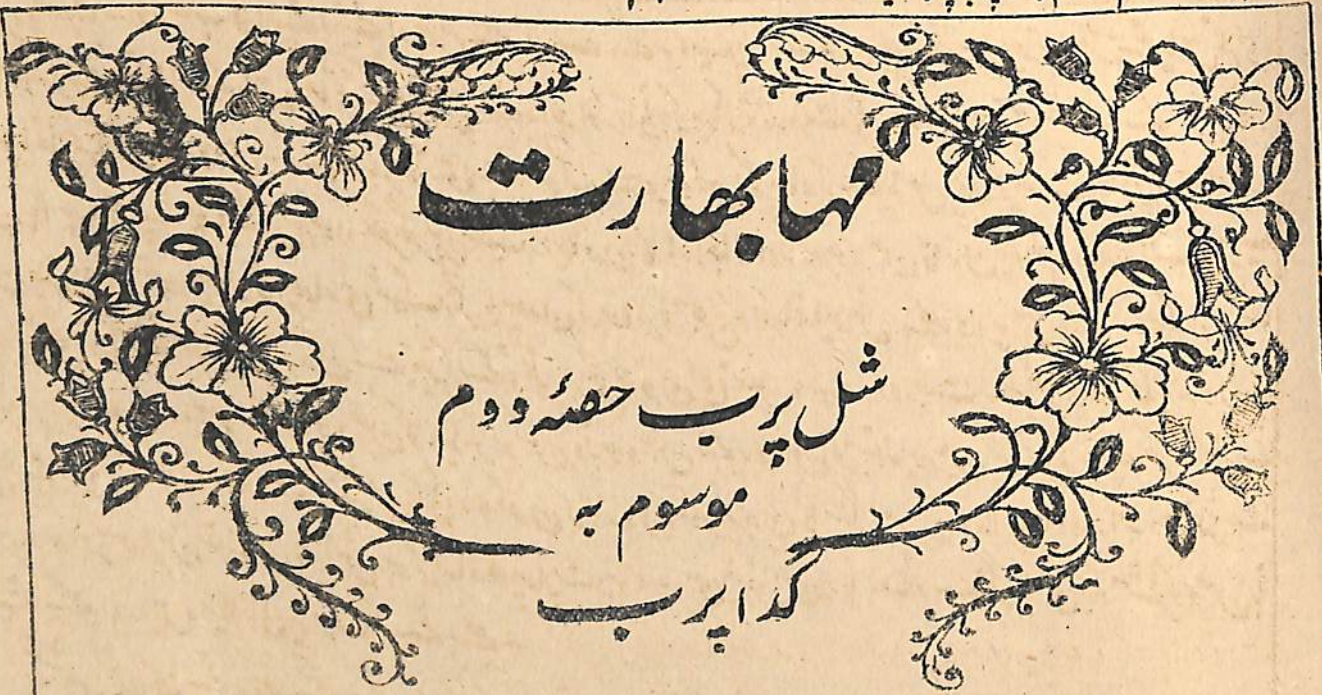 مہابھارت
شل پرب حصۂ دوم
موسوم بہ
گدا پرب